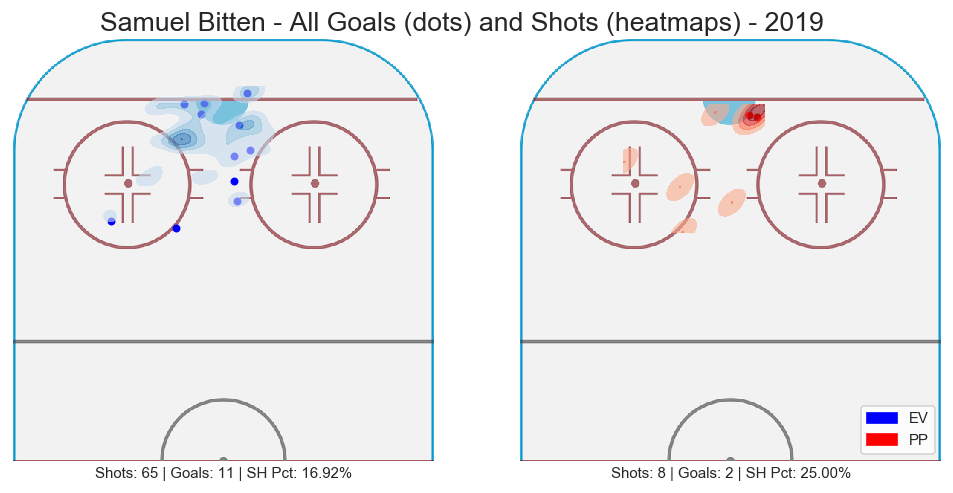 Samuel Bitten - All Goals (dots) and Shots (heatmaps) - 2019
EV
PP
Shots: 65 | Goals: 11 | SH Pct: 16.92%
Shots: 8 | Goals: 2 | SH Pct: 25.00%